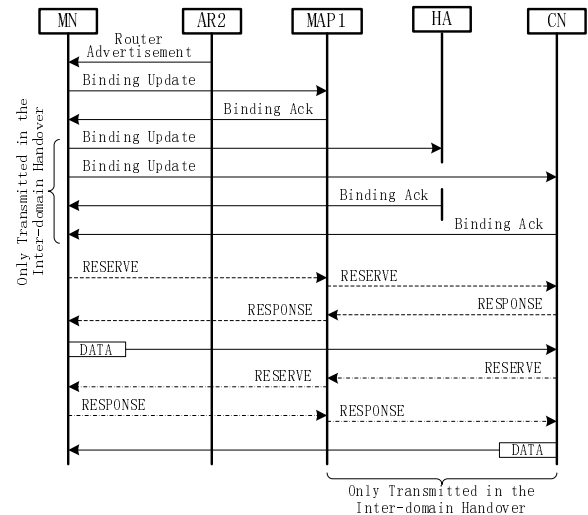 MN AR2 MAP1 HA CN
Router
Advertisement
Binding Update
Binding Ack
Binding Update
Binding Update
Binding Ack
Binding Ack
Only Transmitted in the
Inter-domain Handover
RESERVE
RESERVE
RESPONSE
RESPONSE
DATA
RESERVE
RESERVE
RESPONSE
RESPONSE
DATA
Only Transmitted in the
Inter-domain Handover